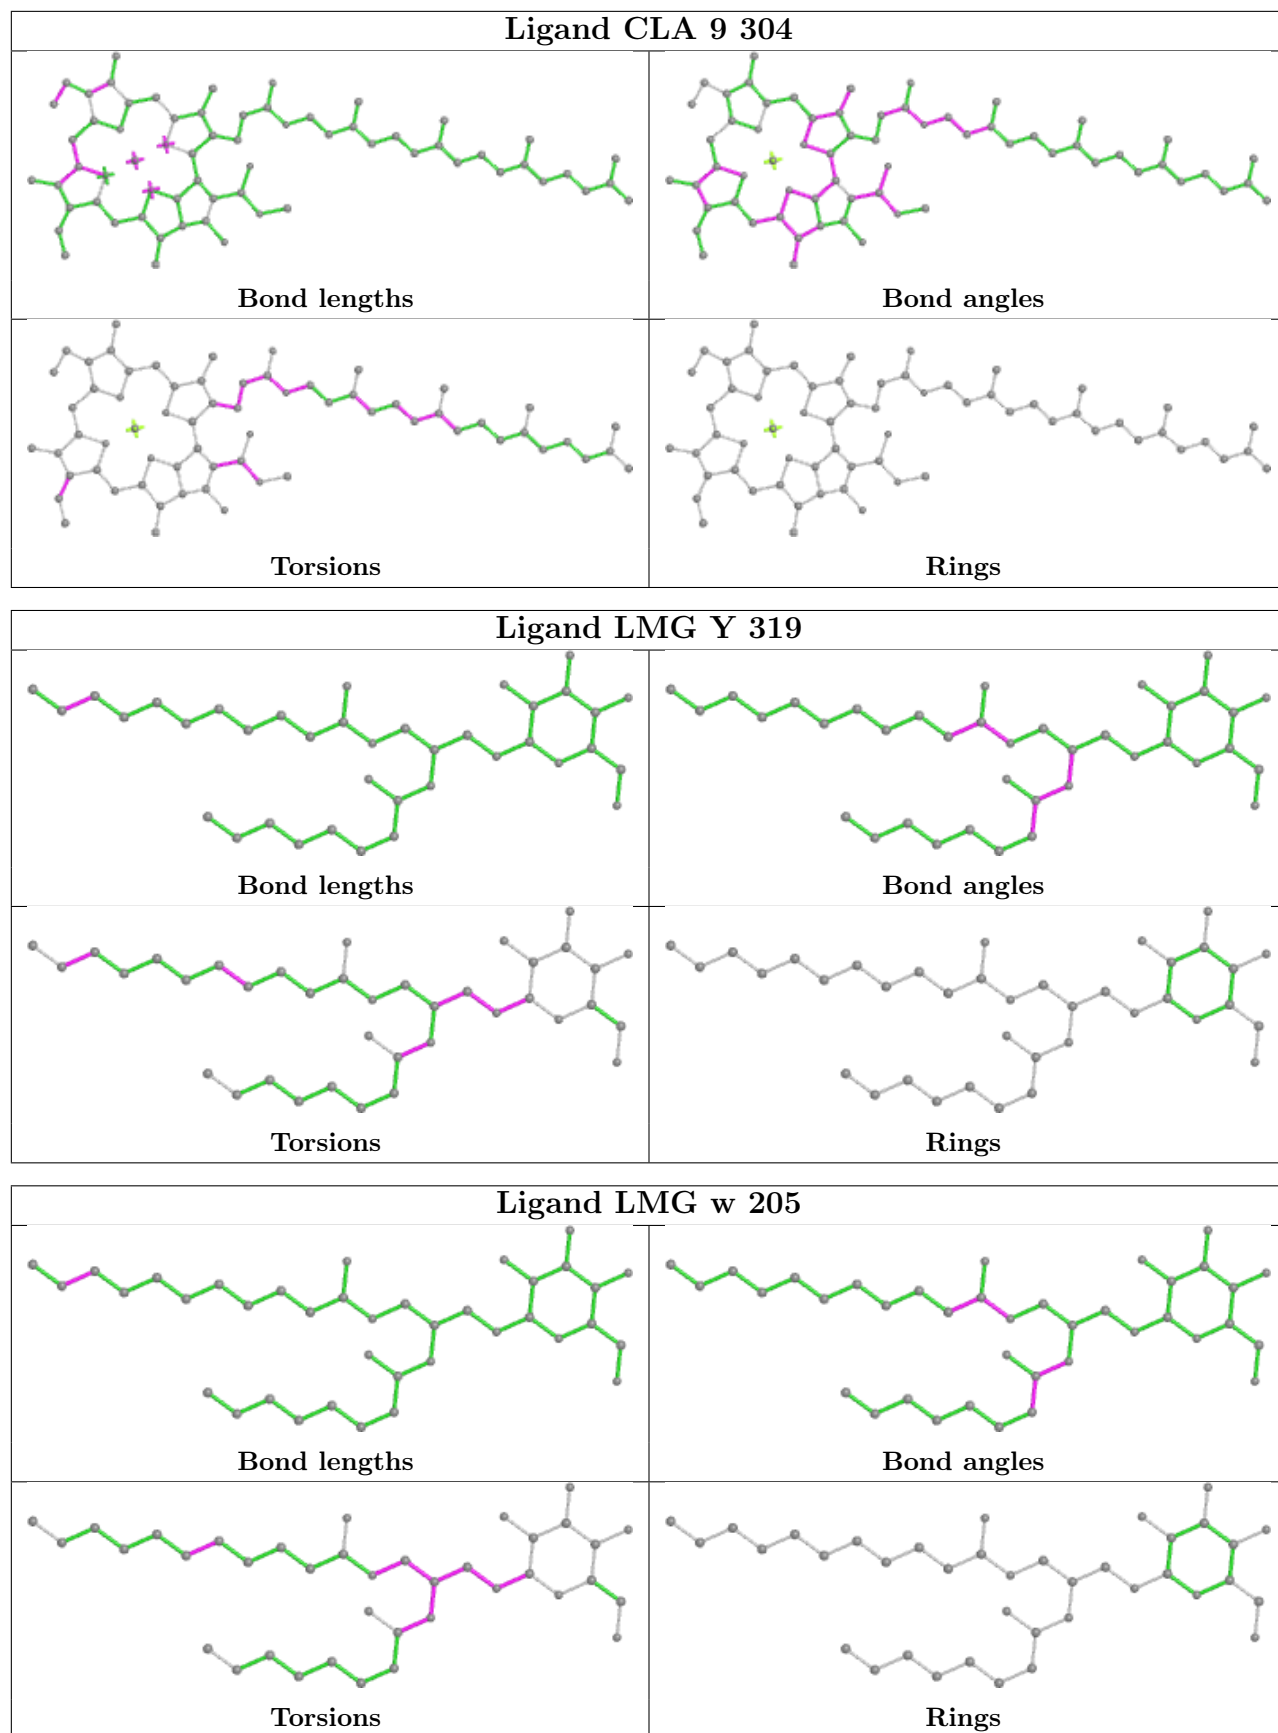 Ligand CLA 9 304
Bond lengths
Bond angles
Torsions
Rings
Ligand LMG Y 319
Bond lengths
Bond angles
Torsions
Rings
Ligand LMG w 205
Bond lengths
Bond angles
Torsions
Rings